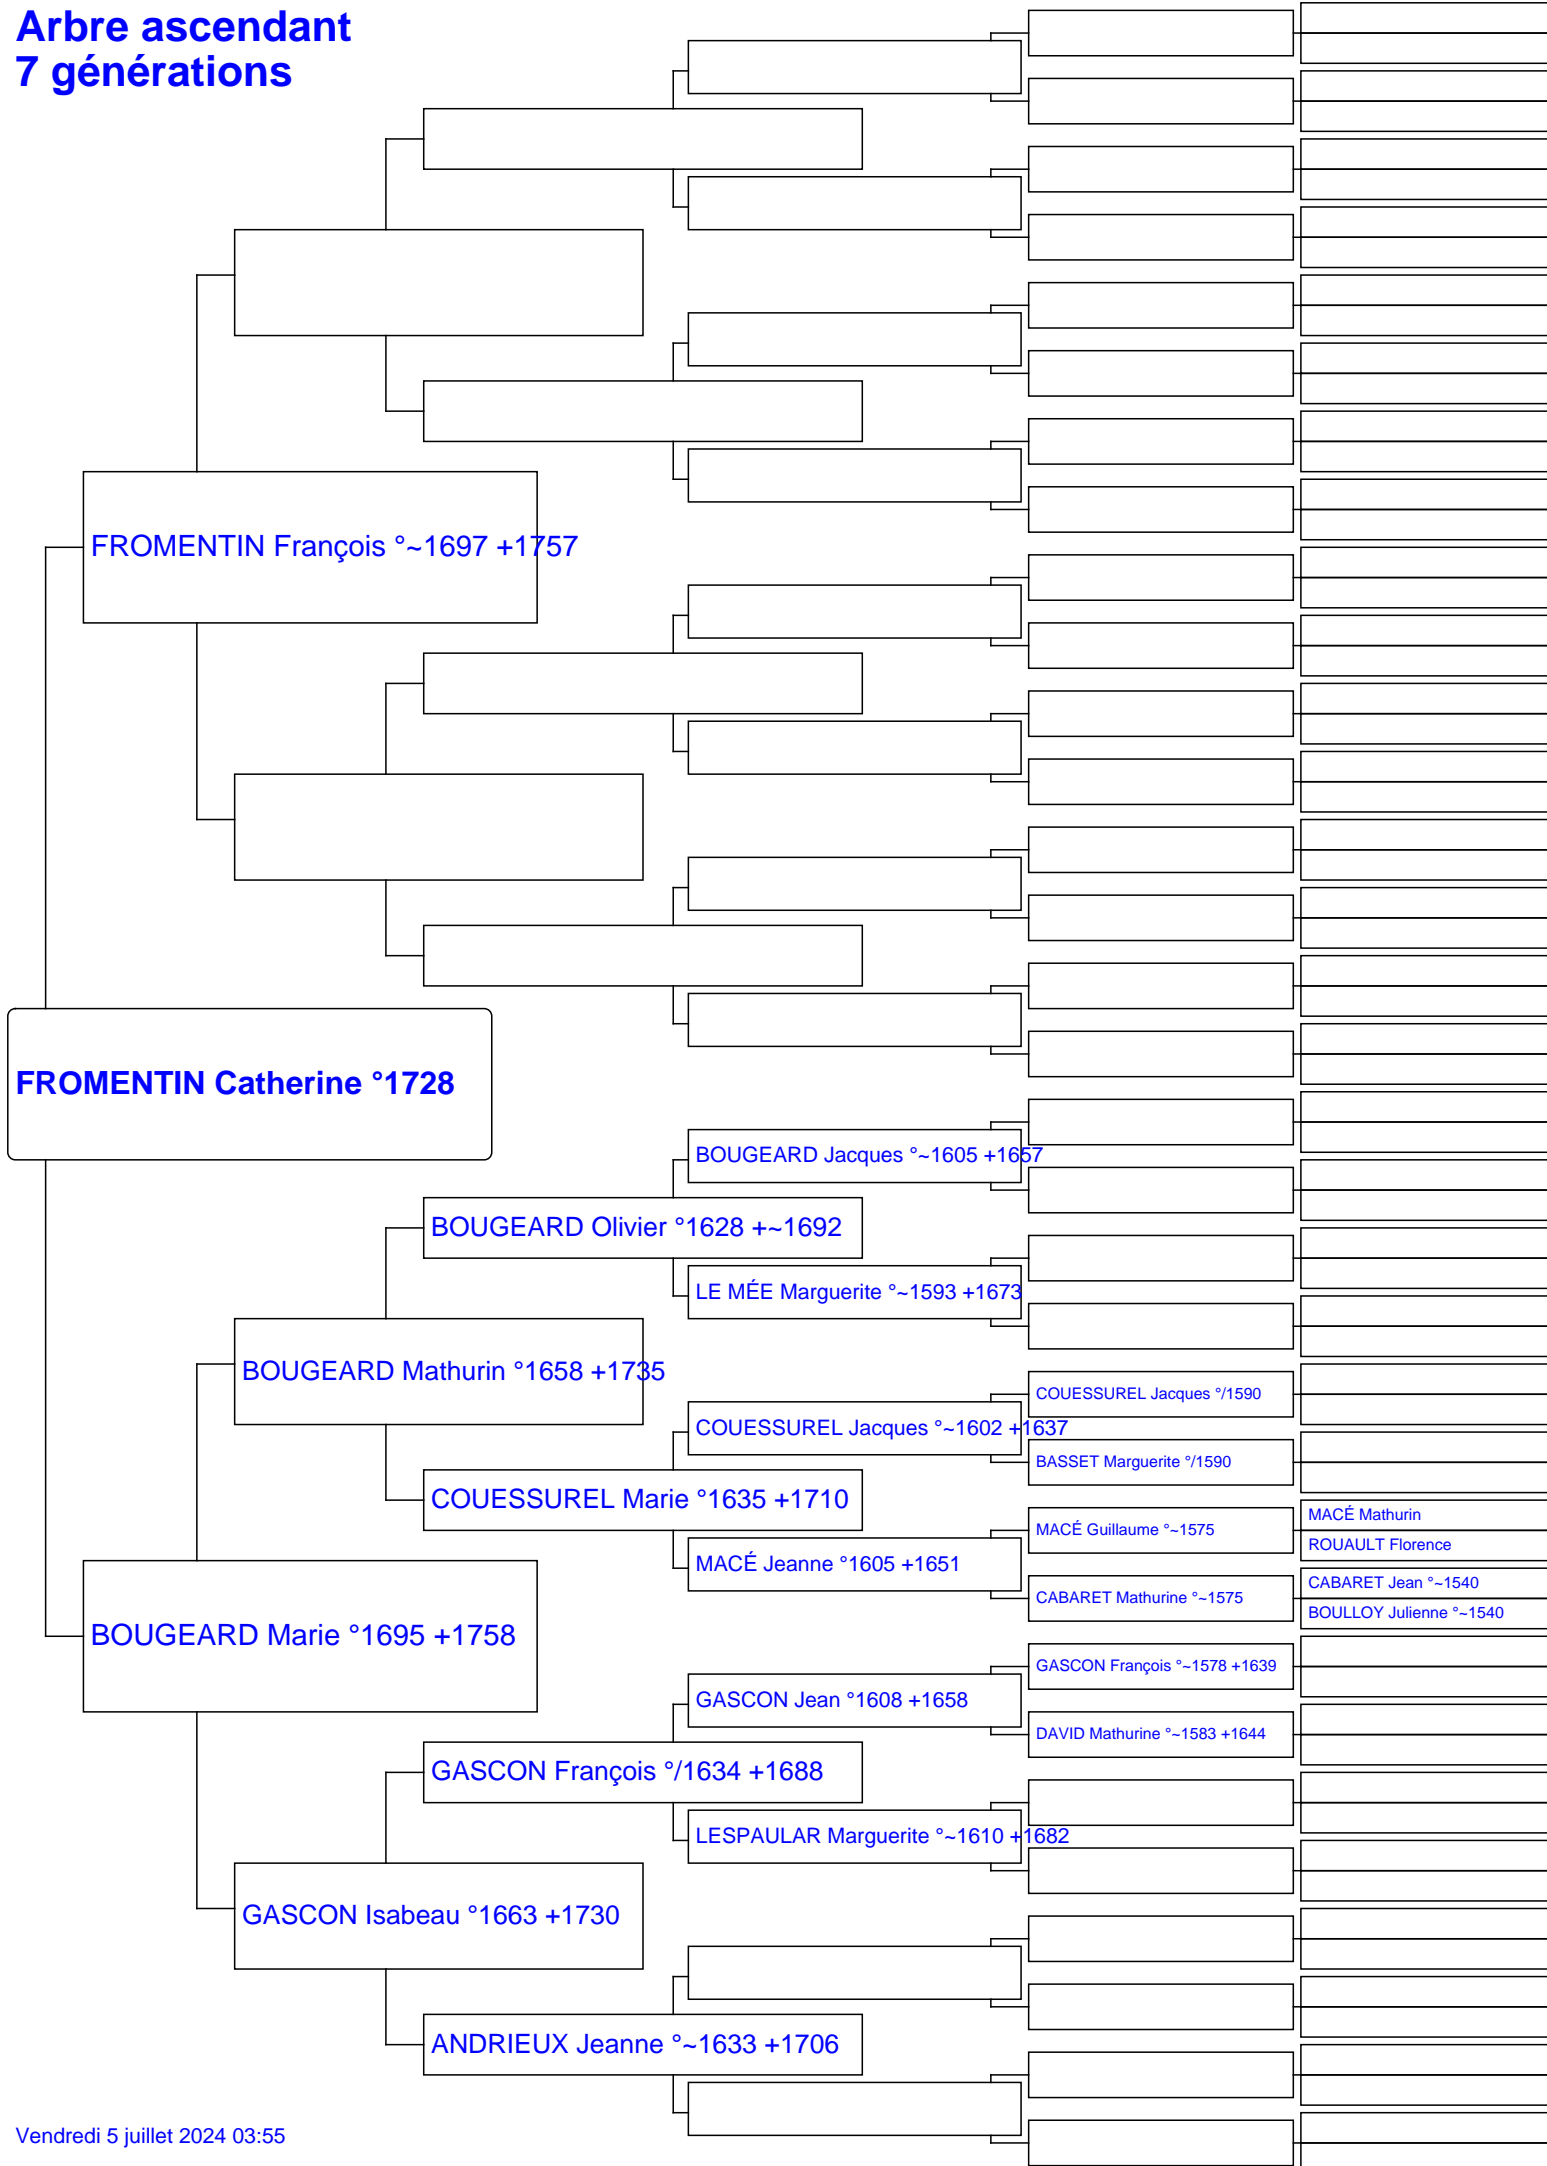 Arbre ascendant
7 générations
FROMENTIN François °~1697 +1757
FROMENTIN Catherine °1728
BOUGEARD Jacques °~1605 +1657
BOUGEARD Olivier °1628 +~1692
LE MÉE Marguerite °~1593 +1673
BOUGEARD Mathurin °1658 +1735
COUESSUREL Jacques °/1590
COUESSUREL Jacques °~1602 +1637
BASSET Marguerite °/1590
COUESSUREL Marie °1635 +1710
MACÉ Mathurin
MACÉ Guillaume °~1575
ROUAULT Florence
MACÉ Jeanne °1605 +1651
CABARET Jean °~1540
CABARET Mathurine °~1575
BOULLOY Julienne °~1540
BOUGEARD Marie °1695 +1758
GASCON François °~1578 +1639
GASCON Jean °1608 +1658
DAVID Mathurine °~1583 +1644
GASCON François °/1634 +1688
LESPAULAR Marguerite °~1610 +1682
GASCON Isabeau °1663 +1730
ANDRIEUX Jeanne °~1633 +1706
Vendredi 5 juillet 2024 03:55